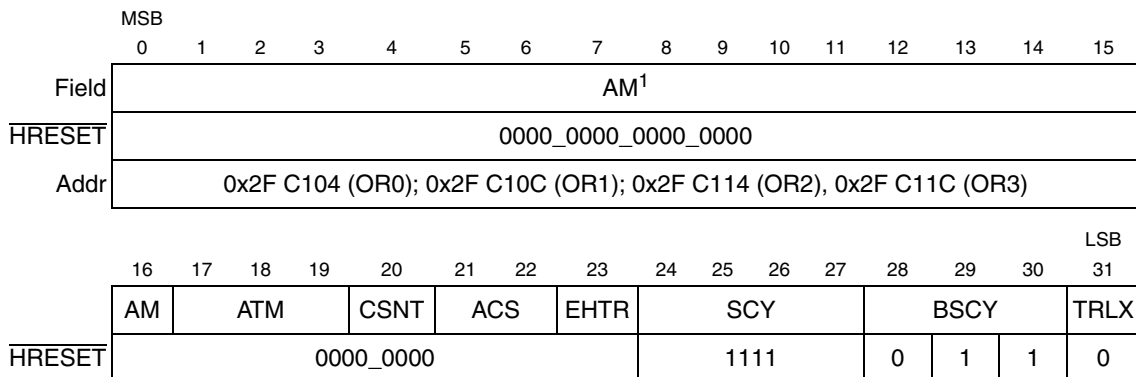 MSB
0 1 2 3 4 5 6 7 8 9 10 11 12 13 14 15
Field AM1
HRESET 0000_0000_0000_0000
Addr 0x2F C104 (OR0); 0x2F C10C (OR1); 0x2F C114 (OR2), 0x2F C11C (OR3)
LSB
16 17 18 19 20 21 22 23 24 25 26 27 28 29 30 31
AM ATM CSNT ACS EHTR SCY BSCY TRLX
HRESET 0000_0000 1111 0 1 1 0